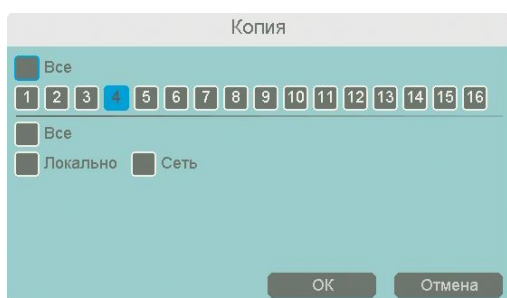 Копия
Все
1 2 3 4 5 6 7 8 9 10 11 12 13 14 15 16
Все
Локально Сеть
ОК Отмена